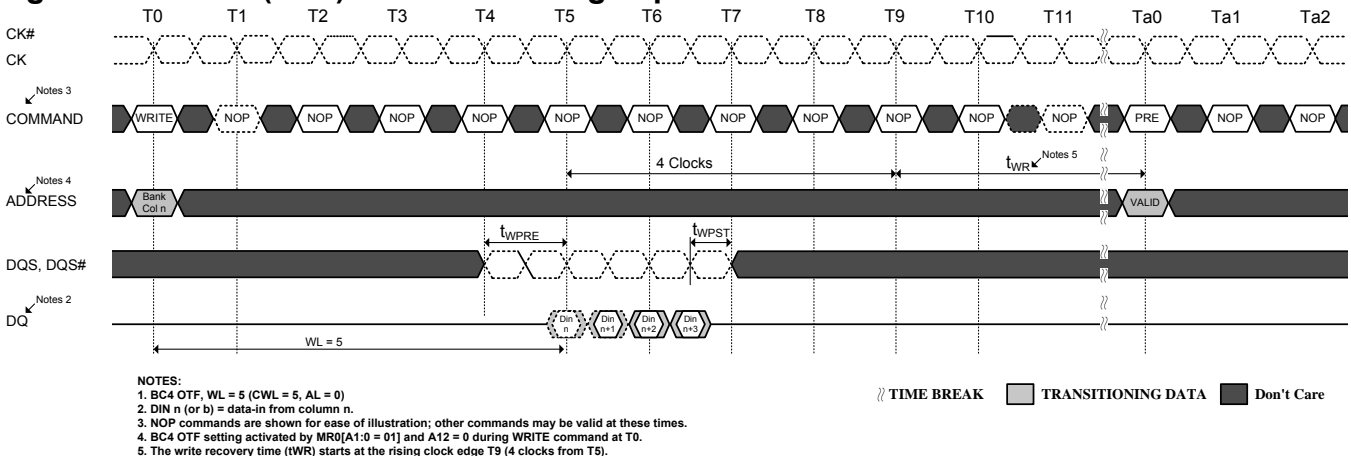 T0 T1 T2 T3 T4 T5 T6 T7 T8 T9 T10 T11 Ta0 Ta1 Ta2
CK#
CK
Notes 3
COMMAND
WRITE NOP NOP NOP NOP NOP NOP NOP NOP NOP NOP NOP PRE NOP NOP
4 Clocks
tWR Notes 5
Notes 4
ADDRESS
Bank
Col n
VALID
tWPRE
tWPST
DQS, DQS#
Notes 2
DQ
Din
n
Din
n+1
Din
n+2
Din
n+3
WL = 5
NOTES:
1. BC4 OTF, WL = 5 (CWL = 5, AL = 0)
2. DIN n (or b) = data-in from column n.
3. NOP commands are shown for ease of illustration; other commands may be valid at these times.
4. BC4 OTF setting activated by MR0[A1:0 = 01] and A12 = 0 during WRITE command at T0.
5. The write recovery time (tWR) starts at the rising clock edge T9 (4 clocks from T5).
TIME BREAK
TRANSITIONING DATA
Don't Care